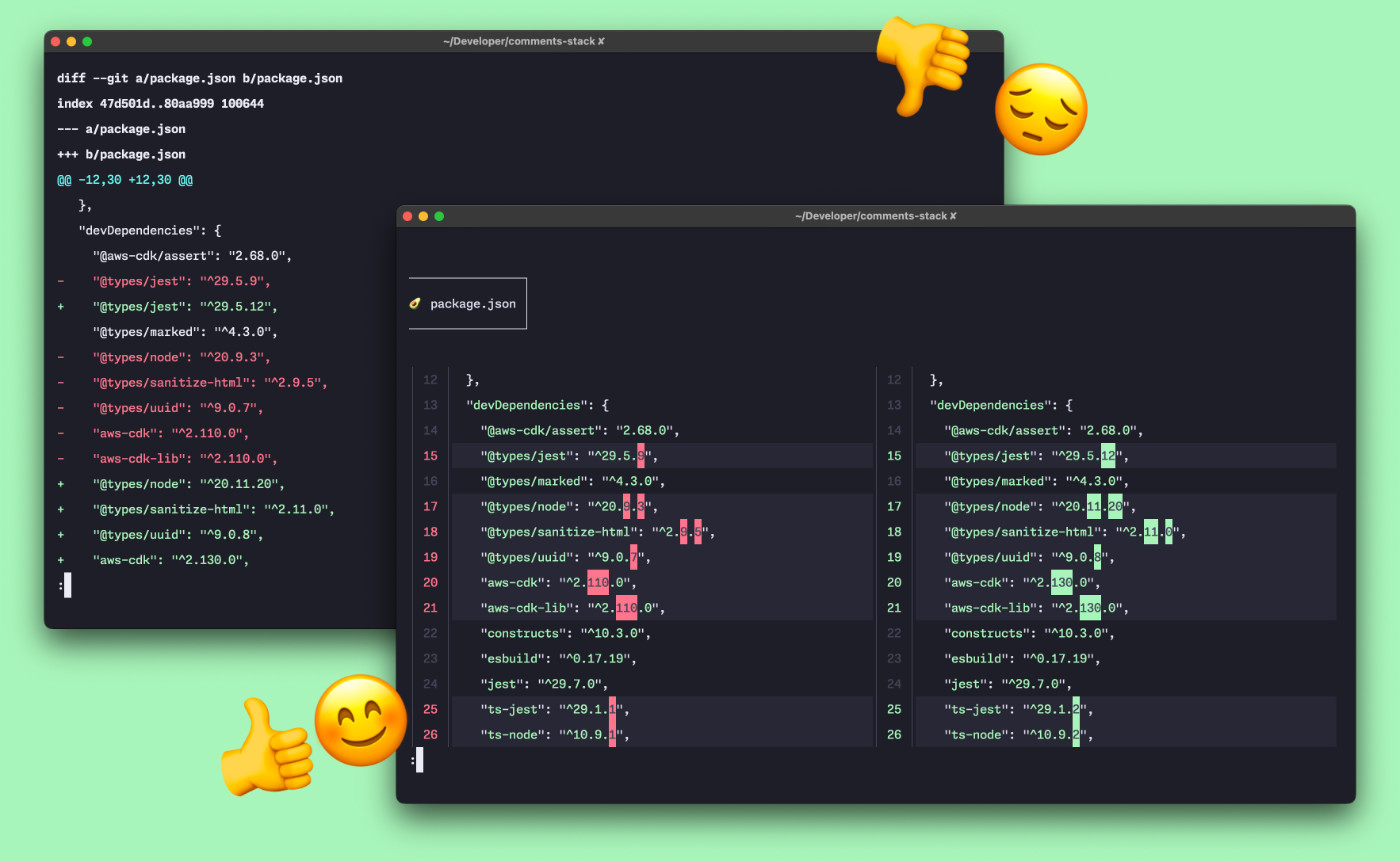 ~/Developer/comments-stack ✘
diff --git a/package.json b/package.json
index 47d501d..80aa999 100644
--- a/package.json
+++ b/package.json
@@ -12,30 +12,30 @@
},
"devDependencies": {
"@aws-cdk/assert": "2.68.0",
- "@types/jest": "^29.5.9",
+ "@types/jest": "^29.5.12",
"@types/marked": "^4.3.0",
- "@types/node": "^20.9.3",
- "@types/sanitize-html": "^2.9.5",
- "@types/uuid": "^9.0.7",
- "aws-cdk": "^2.110.0",
- "aws-cdk-lib": "^2.110.0",
+ "@types/node": "^20.11.20",
+ "@types/sanitize-html": "^2.11.0",
+ "@types/uuid": "^9.0.8",
+ "aws-cdk": "^2.130.0",
:
~/Developer/comments-stack ✘
🥑 package.json
12 }, 12 },
13 "devDependencies": { 13 "devDependencies": {
14 "@aws-cdk/assert": "2.68.0", 14 "@aws-cdk/assert": "2.68.0",
15 "@types/jest": "^29.5.9", 15 "@types/jest": "^29.5.12",
16 "@types/marked": "^4.3.0", 16 "@types/marked": "^4.3.0",
17 "@types/node": "^20.9.3", 17 "@types/node": "^20.11.20",
18 "@types/sanitize-html": "^2.9.5", 18 "@types/sanitize-html": "^2.11.0",
19 "@types/uuid": "^9.0.7", 19 "@types/uuid": "^9.0.8",
20 "aws-cdk": "^2.110.0", 20 "aws-cdk": "^2.130.0",
21 "aws-cdk-lib": "^2.110.0", 21 "aws-cdk-lib": "^2.130.0",
22 "constructs": "^10.3.0", 22 "constructs": "^10.3.0",
23 "esbuild": "^0.17.19", 23 "esbuild": "^0.17.19",
24 "jest": "^29.7.0", 24 "jest": "^29.7.0",
25 "ts-jest": "^29.1.1", 25 "ts-jest": "^29.1.2",
26 "ts-node": "^10.9.1", 26 "ts-node": "^10.9.2",
: